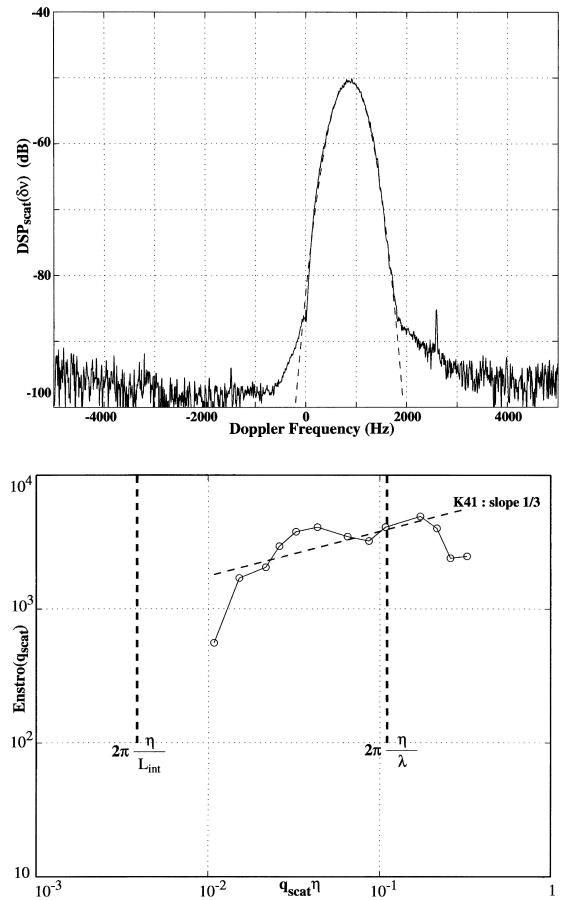 -40
-60
-80
-100
DSPscat(δν) (dB)
-4000 -2000 0 2000 4000
Doppler Frequency (Hz)
10^4
K41 : slope 1/3
10^3
Enstro(qscat)
10^2
2π η/Lint
2π η/λ
10
10^-3 10^-2 10^-1 1
qscatη